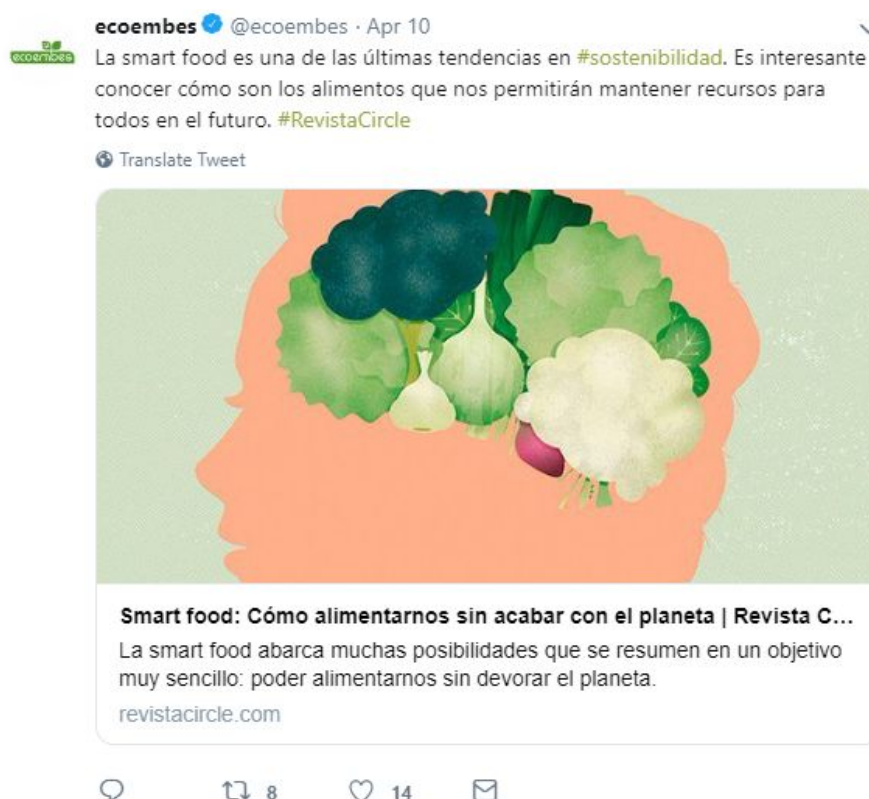 ecoembes @ecoembes · Apr 10
ecoembes
La smart food es una de las últimas tendencias en #sostenibilidad. Es interesante
conocer cómo son los alimentos que nos permitirán mantener recursos para
todos en el futuro. #RevistaCircle
Translate Tweet
Smart food: Cómo alimentarnos sin acabar con el planeta | Revista C...
La smart food abarca muchas posibilidades que se resumen en un objetivo
muy sencillo: poder alimentarnos sin devorar el planeta.
revistacircle.com
8 14